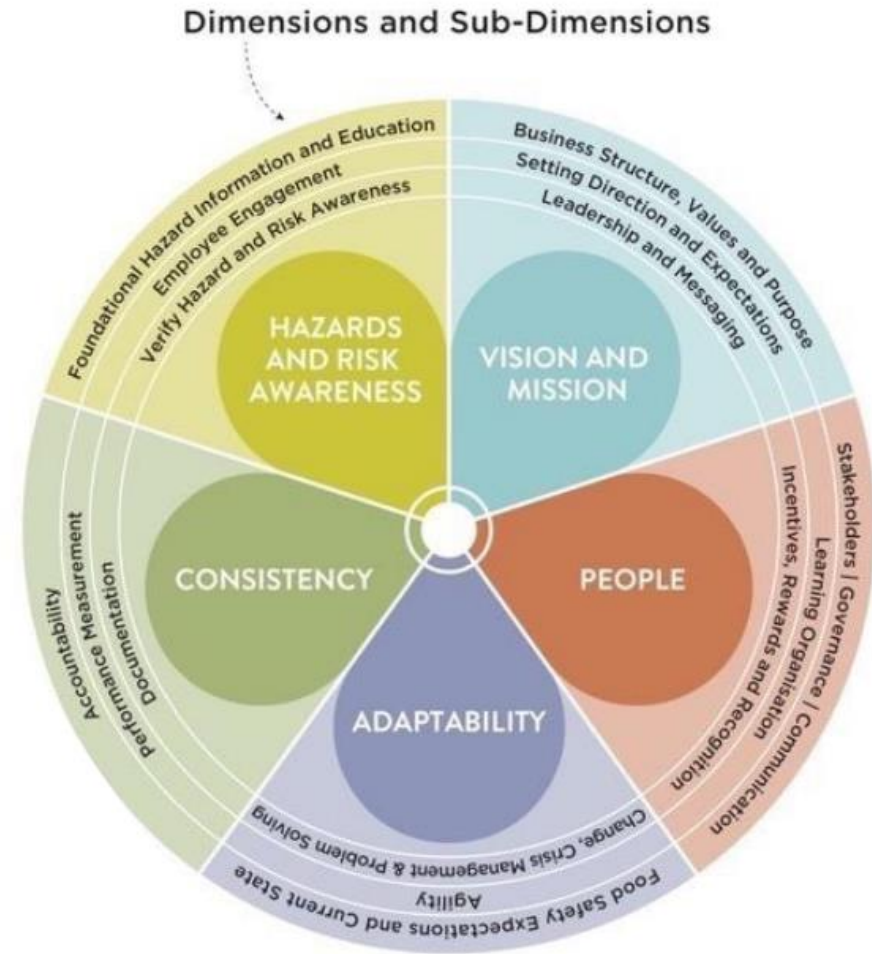 Dimensions and Sub-Dimensions
Foundational Hazard Information and Education
Employee Engagement
Verify Hazard and Risk Awareness
HAZARDS
AND RISK
AWARENESS
Business Structure, Values and Purpose
Setting Direction and Expectations
Leadership and Messaging
VISION AND
MISSION
Stakeholders / Governance / Communication
Learning Organisation
Incentives, Rewards and Recognition
PEOPLE
Food Safety Expectations and Current State
Agility
Change, Crisis Management & Problem Solving
ADAPTABILITY
Accountability
Performance Measurement
Documentation
CONSISTENCY